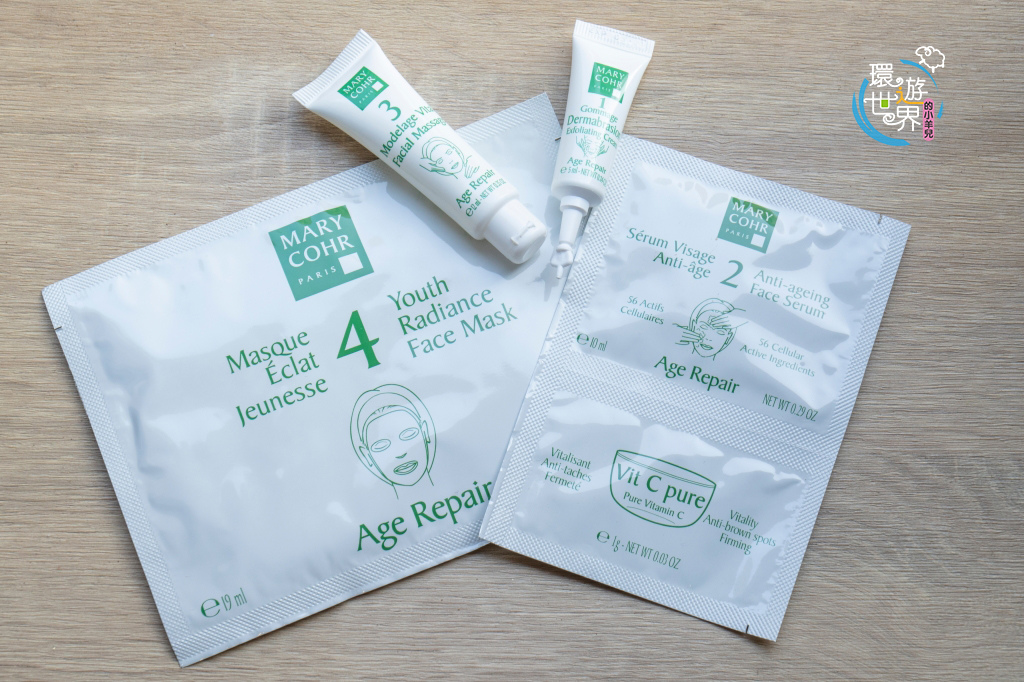 MARY
COHR
PARIS
3
Modelage
Facial Massage
Age Repair
MARY
COHR
PARIS
1
Exfoliating Cream
Age Repair
環遊
世界
的小羊兒
MARY
COHR
PARIS
Masque
Éclat
Jeunesse
4
Youth
Radiance
Face Mask
Age Repair
℮ 19 ml
MARY
COHR
PARIS
Sérum Visage
Anti-âge
2
Anti-ageing
Face Serum
56 Actifs
Cellulaires
56 Cellular
Active Ingredients
℮ 10 ml
Age Repair
NET WT 0.29 OZ
Vitalisant
Anti-taches
Fermeté
Vit C pure
Pure Vitamin C
Vitality
Anti-brown spots
Firming
℮ 1g - NET WT 0.03 OZ